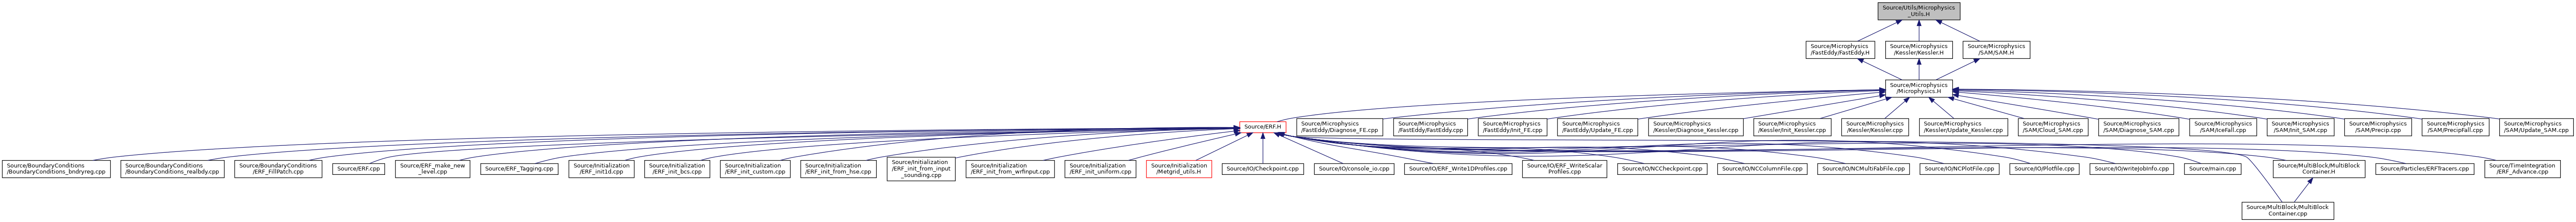 Source/Utils/Microphysics
_Utils.H
Source/Microphysics
/FastEddy/FastEddy.H
Source/Microphysics
/Kessler/Kessler.H
Source/Microphysics
/SAM/SAM.H
Source/Microphysics
/Microphysics.H
Source/ERF.H
Source/Microphysics
/FastEddy/Diagnose_FE.cpp
Source/Microphysics
/FastEddy/FastEddy.cpp
Source/Microphysics
/FastEddy/Init_FE.cpp
Source/Microphysics
/FastEddy/Update_FE.cpp
Source/Microphysics
/Kessler/Diagnose_Kessler.cpp
Source/Microphysics
/Kessler/Init_Kessler.cpp
Source/Microphysics
/Kessler/Kessler.cpp
Source/Microphysics
/Kessler/Update_Kessler.cpp
Source/Microphysics
/SAM/Cloud_SAM.cpp
Source/Microphysics
/SAM/Diagnose_SAM.cpp
Source/Microphysics
/SAM/IceFall.cpp
Source/Microphysics
/SAM/Init_SAM.cpp
Source/Microphysics
/SAM/Precip.cpp
Source/Microphysics
/SAM/PrecipFall.cpp
Source/Microphysics
/SAM/Update_SAM.cpp
Source/BoundaryConditions
/BoundaryConditions_bndryreg.cpp
Source/BoundaryConditions
/BoundaryConditions_realbdy.cpp
Source/BoundaryConditions
/ERF_FillPatch.cpp
Source/ERF.cpp
Source/ERF_make_new
_level.cpp
Source/ERF_Tagging.cpp
Source/Initialization
/ERF_init1d.cpp
Source/Initialization
/ERF_init_bcs.cpp
Source/Initialization
/ERF_init_custom.cpp
Source/Initialization
/ERF_init_from_hse.cpp
Source/Initialization
/ERF_init_from_input
_sounding.cpp
Source/Initialization
/ERF_init_from_wrfinput.cpp
Source/Initialization
/ERF_init_uniform.cpp
Source/Initialization
/Metgrid_utils.H
Source/IO/Checkpoint.cpp
Source/IO/console_io.cpp
Source/IO/ERF_Write1DProfiles.cpp
Source/IO/ERF_WriteScalar
Profiles.cpp
Source/IO/NCCheckpoint.cpp
Source/IO/NCColumnFile.cpp
Source/IO/NCMultiFabFile.cpp
Source/IO/NCPlotFile.cpp
Source/IO/Plotfile.cpp
Source/IO/writeJobInfo.cpp
Source/main.cpp
Source/MultiBlock/MultiBlock
Container.H
Source/Particles/ERFTracers.cpp
Source/TimeIntegration
/ERF_Advance.cpp
Source/MultiBlock/MultiBlock
Container.cpp